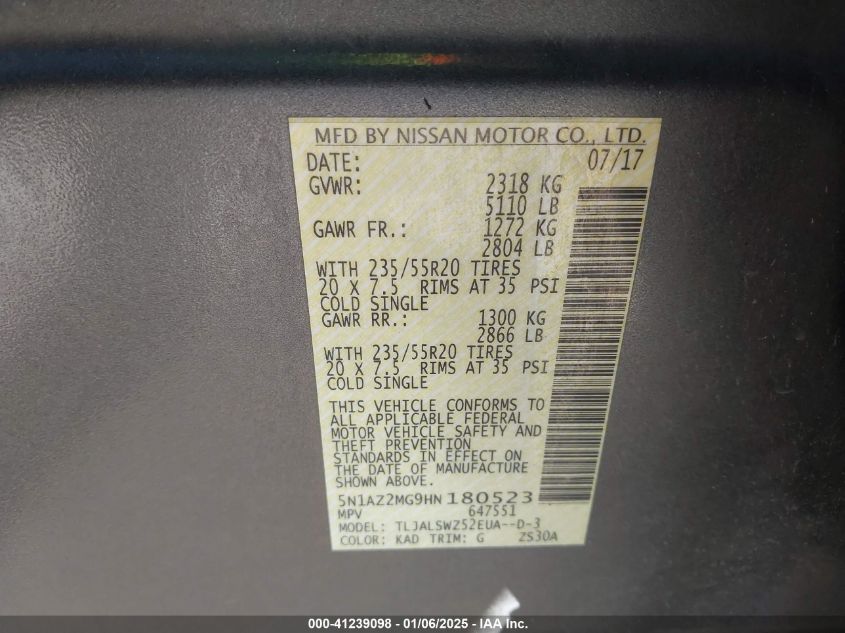 MFD BY NISSAN MOTOR CO., LTD.
DATE: 07/17
GVWR: 2318 KG
5110 LB
GAWR FR.: 1272 KG
2804 LB
WITH 235/55R20 TIRES
20 X 7.5 RIMS AT 35 PSI
COLD SINGLE
GAWR RR.: 1300 KG
2866 LB
WITH 235/55R20 TIRES
20 X 7.5 RIMS AT 35 PSI
COLD SINGLE
THIS VEHICLE CONFORMS TO
ALL APPLICABLE FEDERAL
MOTOR VEHICLE SAFETY AND
THEFT PREVENTION
STANDARDS IN EFFECT ON
THE DATE OF MANUFACTURE
SHOWN ABOVE.
5N1AZ2MG9HN180523
MPV 647551
MODEL: TLJALSWZ52EUA--D-3
COLOR: KAD TRIM: G ZS30A
000-41239098 - 01/06/2025 - IAA Inc.